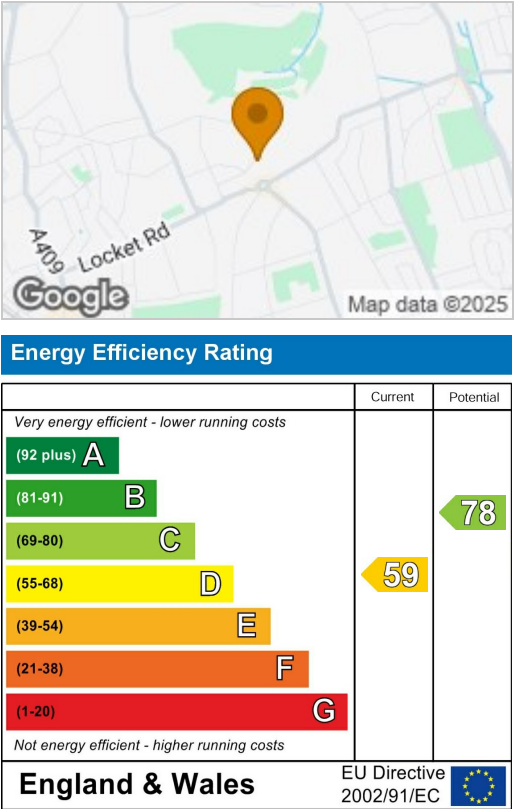 A409
Locket Rd
Google
Map data ©2025
Energy Efficiency Rating
Current
Potential
Very energy efficient - lower running costs
(92 plus) A
(81-91) B
78
(69-80) C
(55-68) D
59
(39-54) E
(21-38) F
(1-20) G
Not energy efficient - higher running costs
England & Wales
EU Directive
2002/91/EC